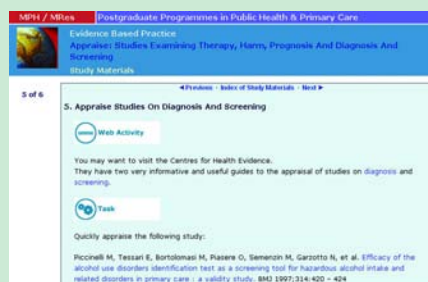 MPH / MRes Postgraduate Programmes in Public Health & Primary Care
Evidence Based Practice
Appraise: Studies Examining Therapy, Harm, Prognosis And Diagnosis And
Screening
Study Materials
◄ Previous - Index of Study Materials - Next ►
5 of 6
5. Appraise Studies On Diagnosis And Screening
www Web Activity
You may want to visit the Centres for Health Evidence.
They have two very informative and useful guides to the appraisal of studies on diagnosis and
screening.
Task
Quickly appraise the following study:
Piccinelli M, Tessari E, Bortolomasi M, Piasere O, Semenzin M, Garzotto N, et al. Efficacy of the
alcohol use disorders identification test as a screening tool for hazardous alcohol intake and
related disorders in primary care : a validity study. BMJ 1997;314:420 - 424